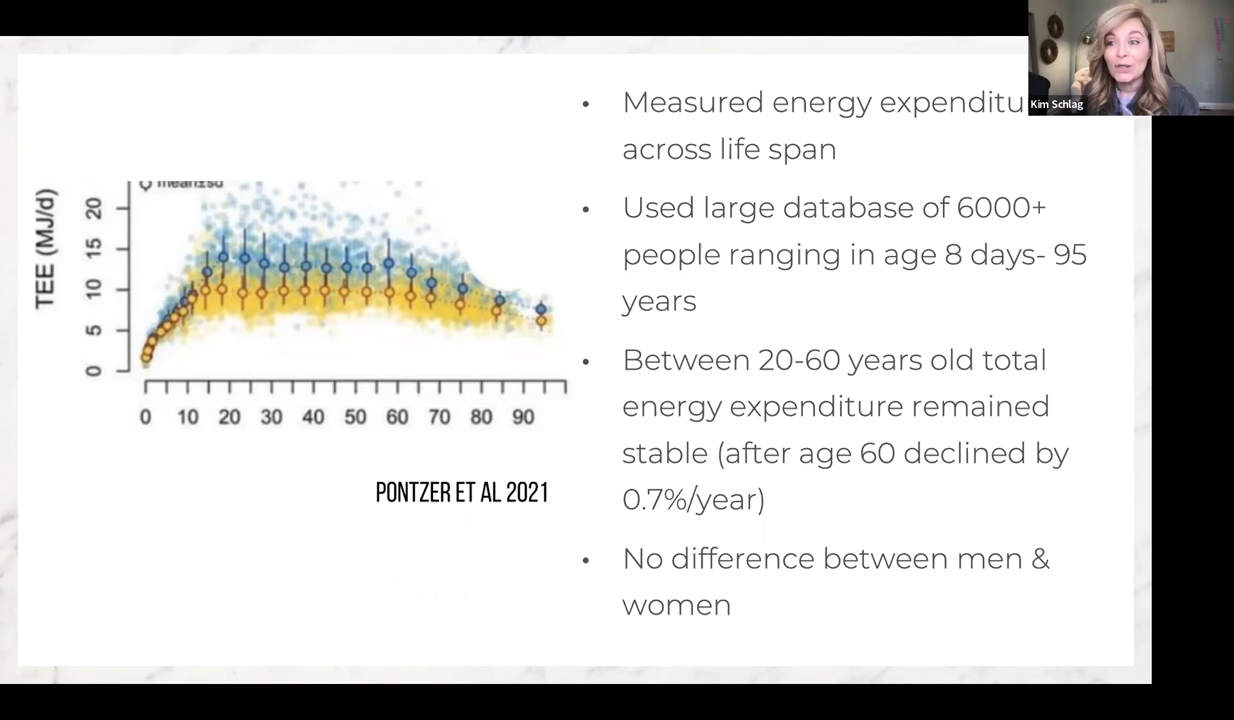 Kim Schlag
Measured energy expenditu
across life span
Used large database of 6000+
people ranging in age 8 days- 95
years
Between 20-60 years old total
energy expenditure remained
stable (after age 60 declined by
0.7%/year)
No difference between men &
women
mean±sd
TEE (MJ/d)
20
15
10
5
0
0 10 20 30 40 50 60 70 80 90
PONTZER ET AL 2021